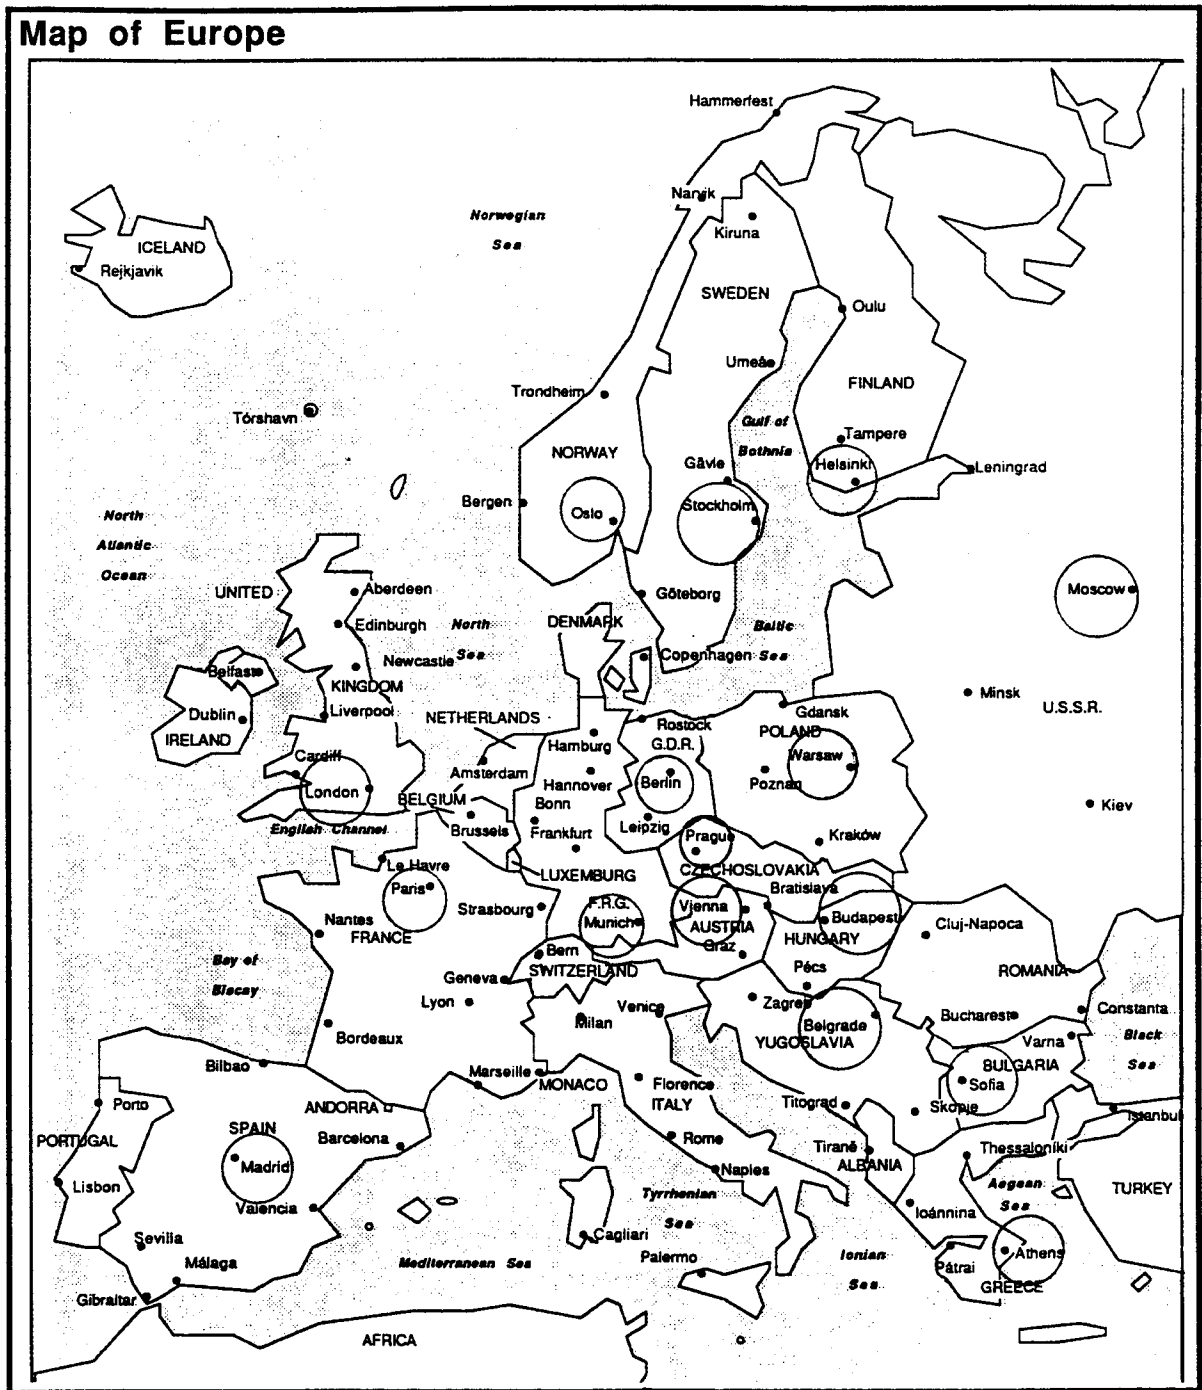 Map of Europe
Hammerfest
Narvik
Kiruna
Norwegian
Sea
ICELAND
Rejkjavik
SWEDEN
Oulu
Umeå
FINLAND
Trondheim
Tórshavn
Gulf of
Bothnia
Tampere
NORWAY
Gävle
Helsinki
Leningrad
Bergen
Oslo
Stockholm
North
Atlantic
Ocean
UNITED
Aberdeen
Göteborg
Moscow
Edinburgh
North
Sea
DENMARK
Baltic
Sea
Newcastle
Copenhagen
Belfast
KINGDOM
Minsk
Dublin
Liverpool
NETHERLANDS
Rostock
Gdansk
U.S.S.R.
IRELAND
Hamburg
G.D.R.
POLAND
Cardiff
Amsterdam
Hannover
Berlin
Poznan
Warsaw
London
BELGIUM
Bonn
Kiev
English Channel
Brussels
Frankfurt
Leipzig
Pragu
Kraków
Le Havre
LUXEMBURG
CZECHOSLOVAKIA
Paris
Bratislava
Strasbourg
F.R.G.
Munich
Vienna
Budapest
Nantes
FRANCE
AUSTRIA
HUNGARY
Cluj-Napoca
Bern
Graz
Bay of
Biscay
SWITZERLAND
Pécs
ROMANIA
Geneva
Lyon
Milan
Venice
Zagreb
Bordeaux
Belgrade
Bucharest
Constanta
YUGOSLAVIA
Varna
Black
Sea
Bilbao
Marseille
MONACO
Florence
BULGARIA
Sofia
Porto
ANDORRA
ITALY
Titograd
Skopje
Istanbul
PORTUGAL
SPAIN
Barcelona
Rome
Tiranë
Thessaloníki
Madrid
Naples
ALBANIA
Lisbon
Tyrrhenian
Sea
Aegean
Sea
TURKEY
Valencia
Ioánnina
Sevilla
Cagliari
Málaga
Mediterranean Sea
Palermo
Ionian
Sea
Athens
Pátrai
GREECE
Gibraltar
AFRICA